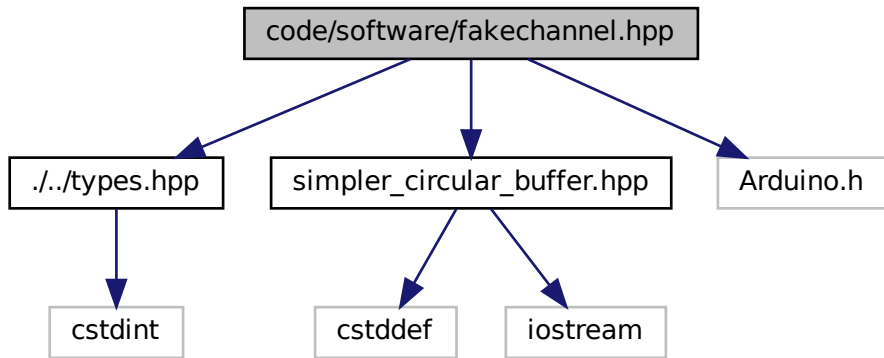 code/software/fakechannel.hpp
./../types.hpp
simpler_circular_buffer.hpp
Arduino.h
cstdint
cstddef
iostream